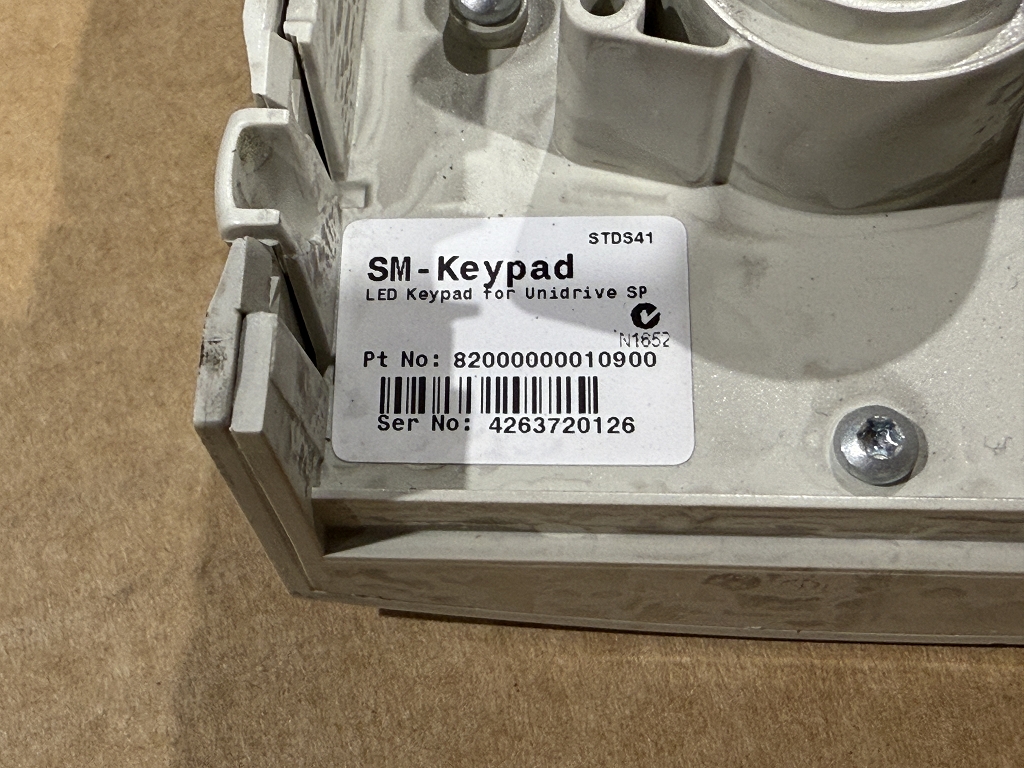 STDS41
SM-Keypad
LED Keypad for Unidrive SP
N1652
Pt No: 82000000010900
Ser No: 4263720126